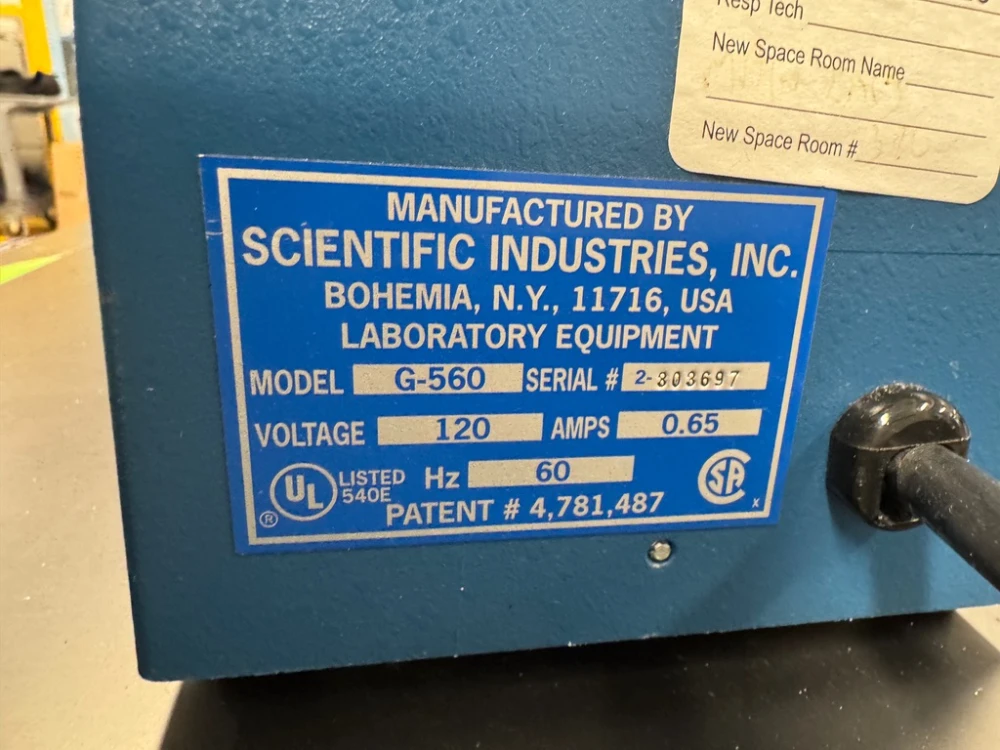 Resp Tech
New Space Room Name
New Space Room #
MANUFACTURED BY
SCIENTIFIC INDUSTRIES, INC.
BOHEMIA, N.Y., 11716, USA
LABORATORY EQUIPMENT
MODEL G-560 SERIAL # 2-303697
VOLTAGE 120 AMPS 0.65
UL ® LISTED 540E Hz 60 SA x
PATENT # 4,781,487